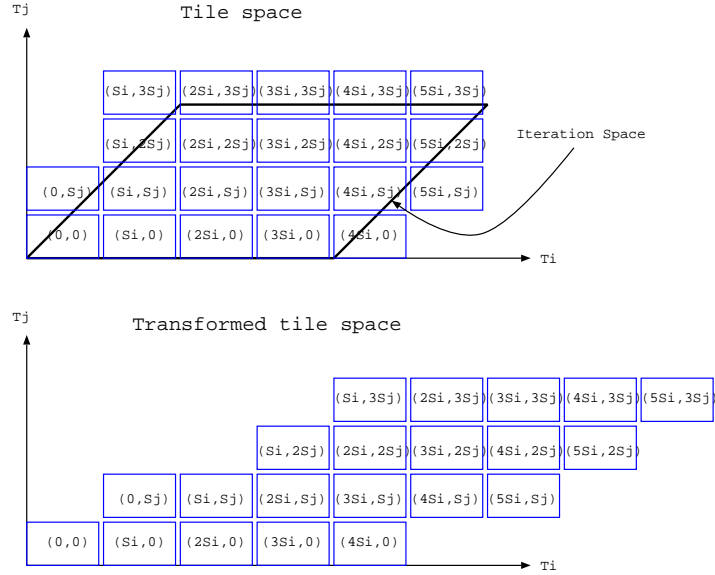 Tj
Tile space
(Si,3Sj) (2Si,3Sj) (3Si,3Sj) (4Si,3Sj) (5Si,3Sj)
Iteration Space
(Si,2Sj) (2Si,2Sj) (3Si,2Sj) (4Si,2Sj) (5Si,2Sj)
(0,Sj) (Si,Sj) (2Si,Sj) (3Si,Sj) (4Si,Sj) (5Si,Sj)
(0,0) (Si,0) (2Si,0) (3Si,0) (4Si,0)
Ti
Tj
Transformed tile space
(Si,3Sj) (2Si,3Sj) (3Si,3Sj) (4Si,3Sj) (5Si,3Sj)
(Si,2Sj) (2Si,2Sj) (3Si,2Sj) (4Si,2Sj) (5Si,2Sj)
(0,Sj) (Si,Sj) (2Si,Sj) (3Si,Sj) (4Si,Sj) (5Si,Sj)
(0,0) (Si,0) (2Si,0) (3Si,0) (4Si,0)
Ti